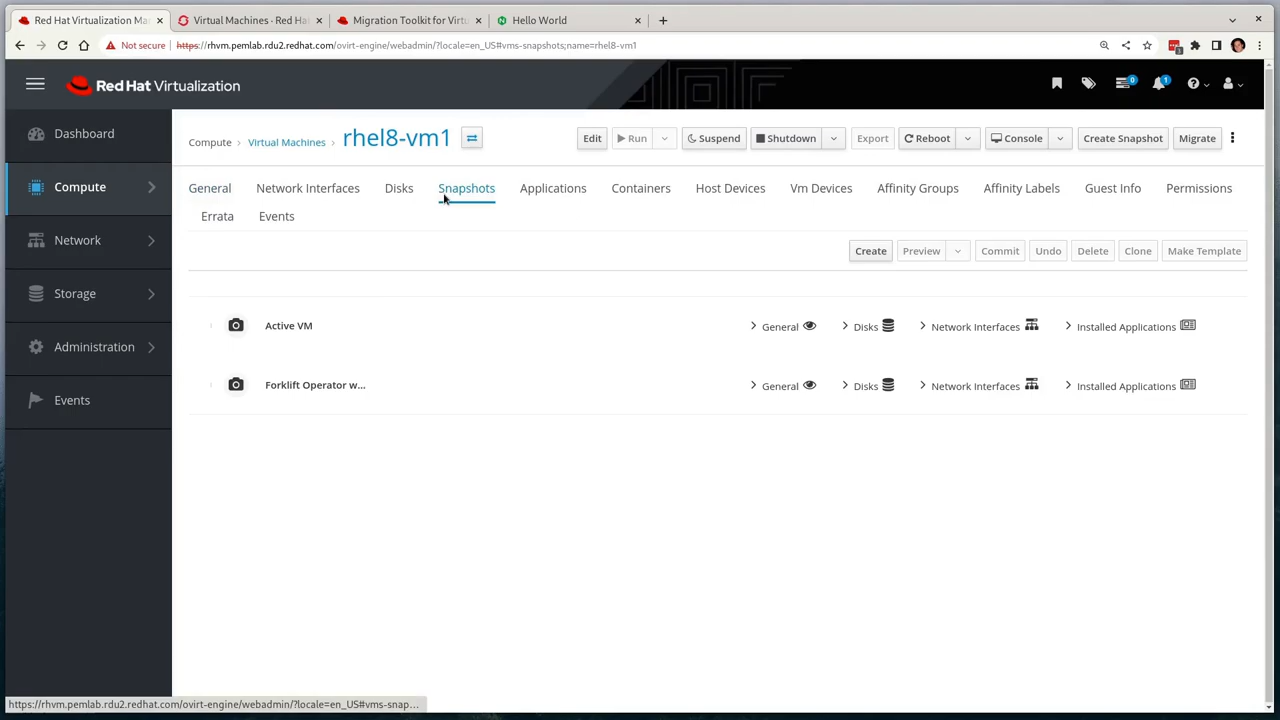 Red Hat Virtualization Ma
Virtual Machines - Red Ha
Migration Toolkit for Virtu
Hello World
Not secure
https://rhvm.pemlab.rdu2.redhat.com/ovirt-engine/webadmin/?locale=en_US#vms-snapshots;name=rhel8-vm1
Red Hat Virtualization
0
1
Dashboard
Compute
Network
Storage
Administration
Events
Compute
Virtual Machines
rhel8-vm1
Edit
Run
Suspend
Shutdown
Export
Reboot
Console
Create Snapshot
Migrate
General
Network Interfaces
Disks
Snapshots
Applications
Containers
Host Devices
Vm Devices
Affinity Groups
Affinity Labels
Guest Info
Permissions
Errata
Events
Create
Preview
Commit
Undo
Delete
Clone
Make Template
Active VM
General
Disks
Network Interfaces
Installed Applications
Forklift Operator w...
General
Disks
Network Interfaces
Installed Applications
https://rhvm.pemlab.rdu2.redhat.com/ovirt-engine/webadmin/?locale=en_US#vms-snap...